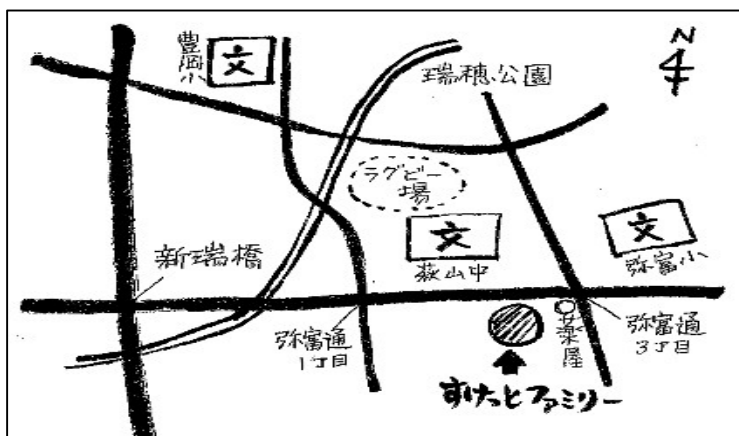 豊岡小
文
N
瑞穂公園
ラグビー
場
文
萩山中
文
弥富小
新瑞橋
弥富通
1丁目
弥富通
3丁目
すけっとファミリー